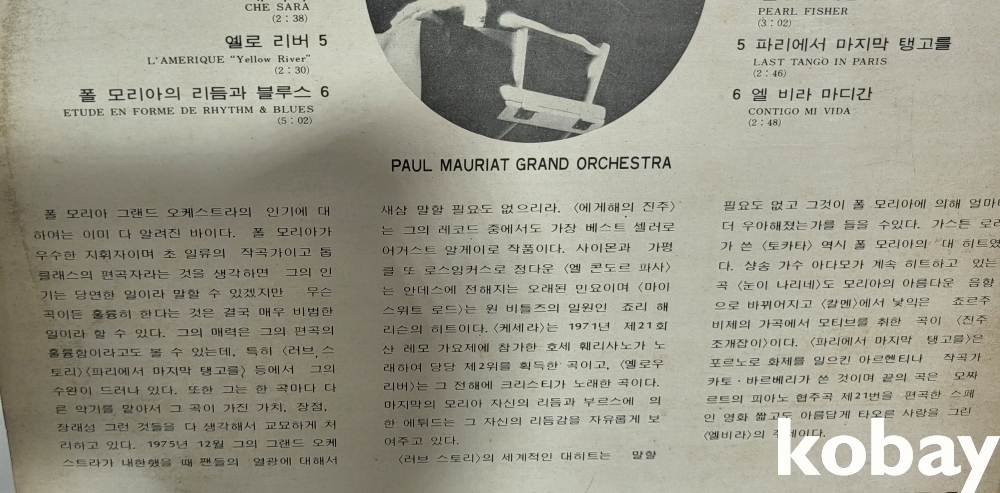 CHE SARA
(2 : 38)
옐로 리버 5
L'AMERIQUE "Yellow River"
(2 : 30)
폴 모리아의 리듬과 블루스 6
ETUDE EN FORME DE RHYTHM & BLUES
(5 : 02)
PEARL FISHER
(3 : 02)
5 파리에서 마지막 탱고를
LAST TANGO IN PARIS
(2 : 46)
6 엘 비라 마디간
CONTIGO MI VIDA
(2 : 48)
PAUL MAURIAT GRAND ORCHESTRA
폴 모리아 그랜드 오케스트라의 인기에 대
하여는 이미 다 알려진 바이다. 폴 모리아가
우수한 지휘자이며 초 일류의 작곡가이고 톱
클래스의 편곡자라는 것을 생각하면 그의 인
기는 당연한 일이라 말할 수 있겠지만 무슨
곡이든 훌륭히 한다는 것은 결국 매우 비범한
일이라 할 수 있다. 그의 매력은 그의 편곡의
훌륭함이라고도 볼 수 있는데, 특히 〈러브 스
토리〉〈파리에서 마지막 탱고를〉 등에서 그의
수완이 드러나 있다. 또한 그는 한 곡마다 다
른 악기를 맡아서 그 곡이 가진 가치, 장점,
장래성 그런 것들을 다 생각해서 교묘하게 처
리하고 있다. 1975년 12월 그의 그랜드 오케
스트라가 내한했을 때 팬들의 열광에 대해서
새삼 말할 필요도 없으리라. 〈에게해의 진주〉
는 그의 레코드 중에서도 가장 베스트 셀러로
어거스트 알게이로 작품이다. 사이몬과 가펑
클 또 로스잉커스로 정다운 〈엘 콘도르 파사〉
는 안데스에 전해지는 오래된 민요이며 〈마이
스위트 로드〉는 원 비틀즈의 일원인 죠리 해
리슨의 히트이다. 〈케세라〉는 1971년 제21회
산 레모 가요제에 참가한 호세 훼리사노가 노
래하여 당당 제2위를 획득한 곡이고, 〈옐로우
리버〉는 그 전해에 크리스티가 노래한 곡이다.
마지막의 모리아 자신의 리듬과 부르스에 의
한 에튀드는 그 자신의 리듬감을 자유롭게 보
여주고 있다.
〈러브 스토리〉의 세계적인 대히트는 말할
필요도 없고 그것이 폴 모리아에 의해 얼마
더 우아해졌는가를 들을 수있다. 가스튼 로
가 쓴 〈토카타〉 역시 폴 모리아의 대 히트였
다. 샹송 가수 아다모가 계속 히트하고 있는
곡 〈눈이 나리네〉도 모리아의 아름다운 음향
으로 바뀌어지고 〈칼멘〉에서 낯익은 죠르주
비제의 가곡에서 모티브를 취한 곡이 〈진주
조개잡이〉이다. 〈파리에서 마지막 탱고를〉은
포르노로 화제를 일으킨 아르헨티나 작곡가
카토·바르베리가 쓴 것이며 끝의 곡은 모짜
르트의 피아노 협주곡 제21번을 편곡한 스페
인 영화 짧고도 아름답게 타오른 사랑을 그린
〈엘비라〉의 주제이다.
kobay